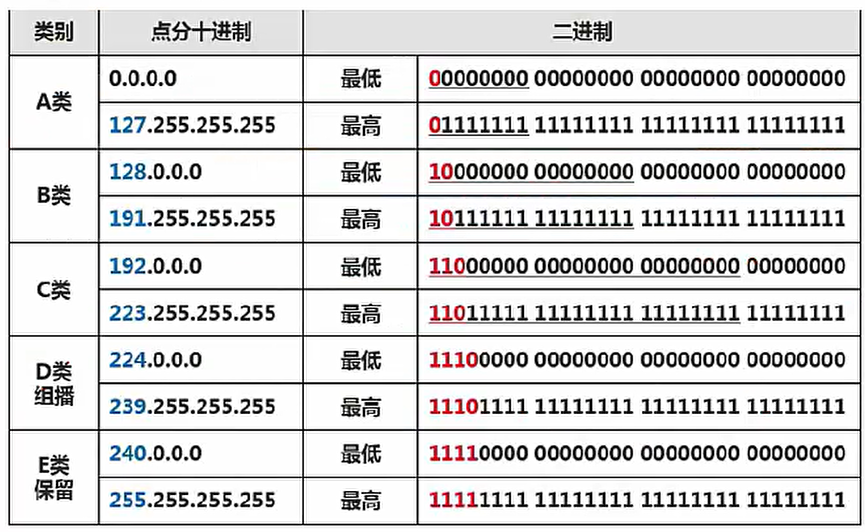 类别 点分十进制 二进制
A类
0.0.0.0 最低 00000000 00000000 00000000 00000000
127.255.255.255 最高 01111111 11111111 11111111 11111111
B类
128.0.0.0 最低 10000000 00000000 00000000 00000000
191.255.255.255 最高 10111111 11111111 11111111 11111111
C类
192.0.0.0 最低 11000000 00000000 00000000 00000000
223.255.255.255 最高 11011111 11111111 11111111 11111111
D类
组播
224.0.0.0 最低 11100000 00000000 00000000 00000000
239.255.255.255 最高 11101111 11111111 11111111 11111111
E类
保留
240.0.0.0 最低 11110000 00000000 00000000 00000000
255.255.255.255 最高 11111111 11111111 11111111 11111111